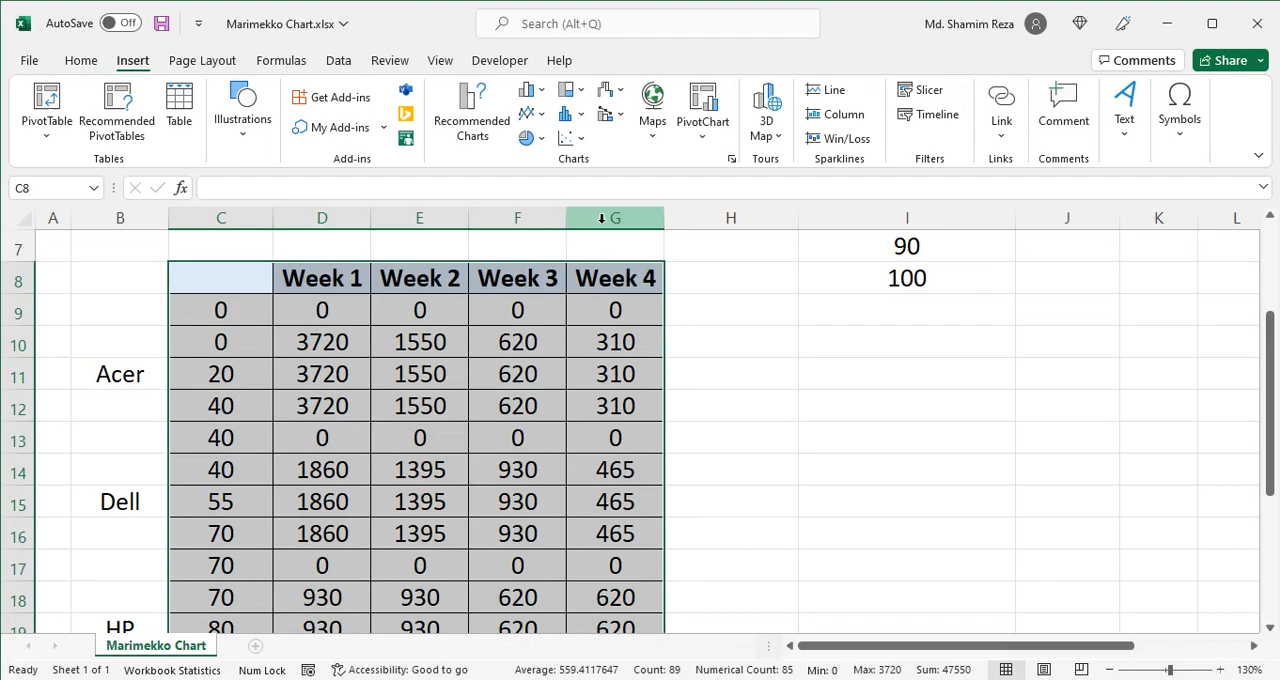 AutoSave Off Marimekko Chart.xlsx Search (Alt+Q) Md. Shamim Reza
File Home Insert Page Layout Formulas Data Review View Developer Help Comments Share
PivotTable Recommended PivotTables Table Illustrations Get Add-ins My Add-ins Recommended Charts Maps PivotChart 3D Map Line Column Win/Loss Slicer Timeline Link Comment Text Symbols
Tables Add-ins Charts Tours Sparklines Filters Links Comments
C8 fx
A B C D E F G H I J K L
7 90
8 Week 1 Week 2 Week 3 Week 4 100
9 0 0 0 0 0
10 0 3720 1550 620 310
11 Acer 20 3720 1550 620 310
12 40 3720 1550 620 310
13 40 0 0 0 0
14 40 1860 1395 930 465
15 Dell 55 1860 1395 930 465
16 70 1860 1395 930 465
17 70 0 0 0 0
18 70 930 930 620 620
19 HP 80 930 930 620 620
Marimekko Chart
Ready Sheet 1 of 1 Workbook Statistics Num Lock Accessibility: Good to go Average: 559.4117647 Count: 89 Numerical Count: 85 Min: 0 Max: 3720 Sum: 47550 130%